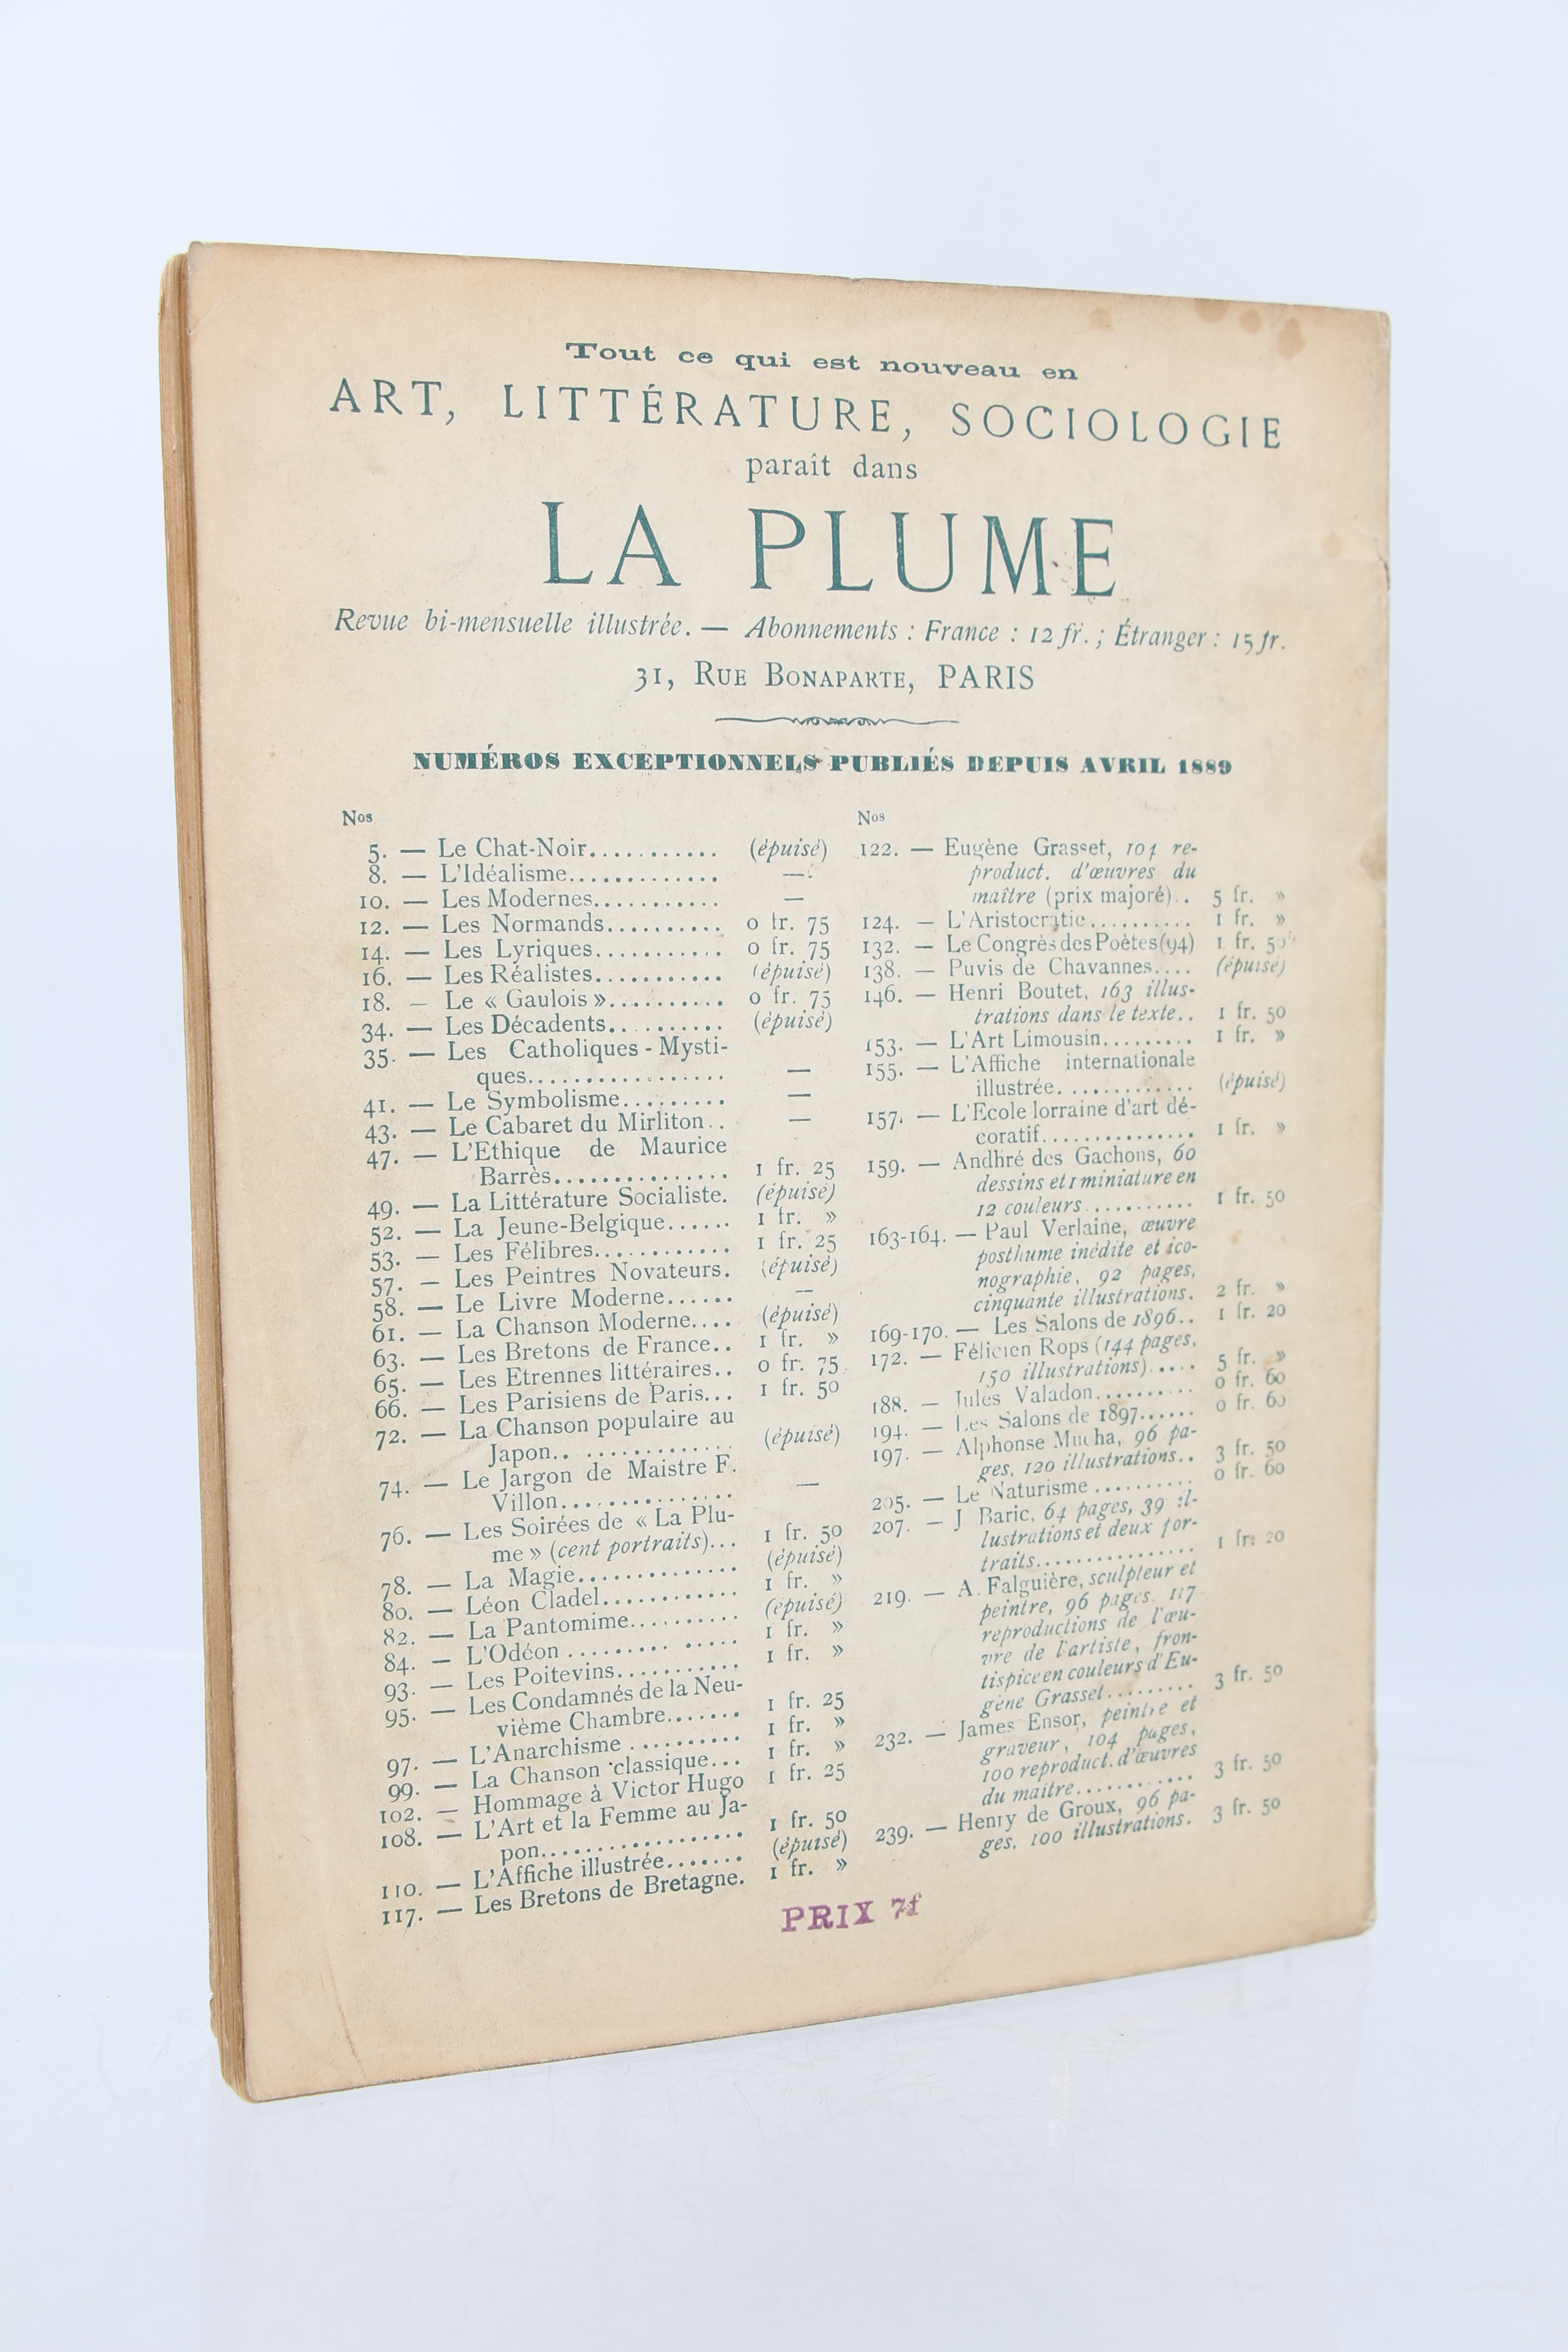 Tout ce qui est nouveau en
ART, LITTÉRATURE, SOCIOLOGIE
paraît dans
LA PLUME
Revue bi-mensuelle illustrée. — Abonnements : France : 12 fr. ; Étranger : 15 fr.
31, RUE BONAPARTE, PARIS
NUMÉROS EXCEPTIONNELS PUBLIÉS DEPUIS AVRIL 1889
Nos
5. — Le Chat-Noir........... (épuisé)
8. — L'Idéalisme............. —
10. — Les Modernes........... —
12. — Les Normands.......... 0 fr. 75
14. — Les Lyriques........... 0 fr. 75
16. — Les Réalistes........... (épuisé)
18. — Le « Gaulois ».......... 0 fr. 75
34. — Les Décadents.......... (épuisé)
35. — Les Catholiques-Mysti-
ques.................. —
41. — Le Symbolisme......... —
43. — Le Cabaret du Mirliton.. —
47. — L'Ethique de Maurice
Barrès............... 1 fr. 25
49. — La Littérature Socialiste. (épuisé)
52. — La Jeune-Belgique...... 1 fr. »
53. — Les Félibres............ 1 fr. 25
57. — Les Peintres Novateurs. (épuisé)
58. — Le Livre Moderne...... —
61. — La Chanson Moderne.... (épuisé)
63. — Les Bretons de France.. 1 fr. »
65. — Les Etrennes littéraires.. 0 fr. 75
66. — Les Parisiens de Paris... 1 fr. 50
72. — La Chanson populaire au
Japon.. ............. (épuisé)
74. — Le Jargon de Maistre F.
Villon............... —
76. — Les Soirées de « La Plu-
me » (cent portraits)... 1 fr. 50
78. — La Magie.............. (épuisé)
80. — Léon Cladel............ 1 fr. »
82. — La Pantomime.......... (épuisé)
84. — L'Odéon ......... ..... 1 fr. »
93. — Les Poitevins........... 1 fr. »
95. — Les Condamnés de la Neu-
vième Chambre....... 1 fr. 25
97. — L'Anarchisme .......... 1 fr. »
99. — La Chanson classique... 1 fr. »
102. — Hommage à Victor Hugo 1 fr. 25
108. — L'Art et la Femme au Ja-
pon.................. 1 fr. 50
110. — L'Affiche illustrée....... (épuisé)
117. — Les Bretons de Bretagne. 1 fr. »
Nos
122. — Eugène Grasset, 104 re-
product. d'œuvres du
maître (prix majoré).. 5 fr. »
124. — L'Aristocratie.......... 1 fr. »
132. — Le Congrès des Poètes (94) 1 fr. 50
138. — Puvis de Chavannes.... (épuisé)
146. — Henri Boutet, 163 illus-
trations dans le texte.. 1 fr. 50
153. — L'Art Limousin......... 1 fr. »
155. — L'Affiche internationale
illustrée............. (épuisé)
157. — L'Ecole lorraine d'art dé-
coratif............... 1 fr. »
159. — Andhré des Gachons, 60
dessins et 1 miniature en
12 couleurs........... 1 fr. 50
163-164. — Paul Verlaine, œuvre
posthume inédite et ico-
nographie, 92 pages,
cinquante illustrations. 2 fr. »
169-170. — Les Salons de 1896.. 1 fr. 20
172. — Félicien Rops (144 pages,
150 illustrations)..... 5 fr. »
188. — Jules Valadon.......... 0 fr. 60
194. — Les Salons de 1897...... 0 fr. 60
197. — Alphonse Mucha, 96 pa-
ges, 120 illustrations.. 3 fr. 50
205. — Le Naturisme .......... 0 fr. 60
207. — J Baric, 64 pages, 39 il-
lustrations et deux por-
traits................ 1 fr. 20
219. — A. Falguière, sculpteur et
peintre, 96 pages. 117
reproductions de l'œu-
vre de l'artiste, fron-
tispice en couleurs d'Eu-
gène Grasset......... 3 fr. 50
232. — James Ensor, peintre et
graveur, 104 pages,
100 reproduct. d'œuvres
du maitre............ 3 fr. 50
239. — Henry de Groux, 96 pa-
ges, 100 illustrations. 3 fr. 50
PRIX 7f